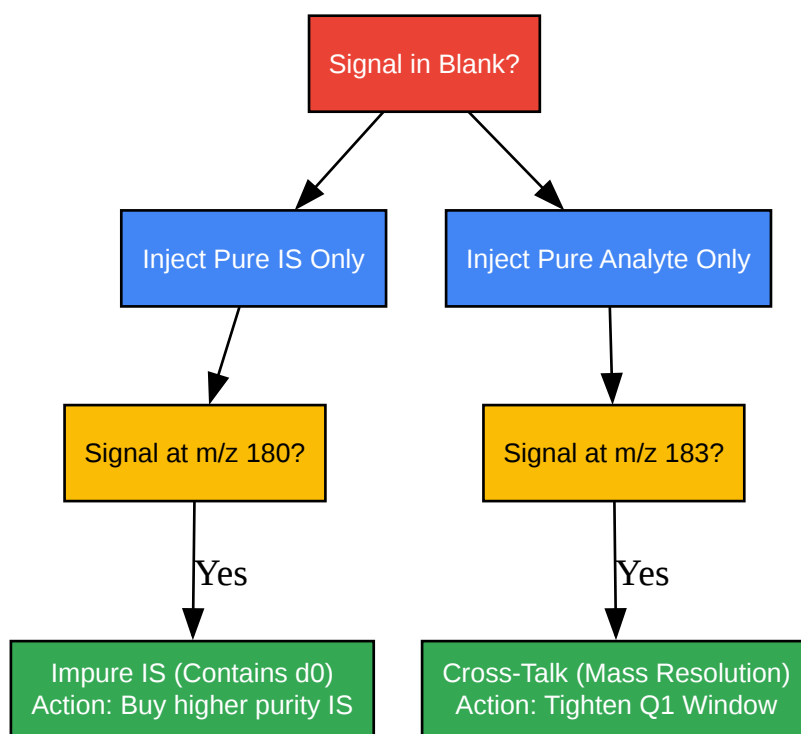 Signal in Blank?
Inject Pure IS Only
Inject Pure Analyte Only
Signal at m/z 180?
Signal at m/z 183?
Yes
Yes
Impure IS (Contains d0)
Action: Buy higher purity IS
Cross-Talk (Mass Resolution)
Action: Tighten Q1 Window